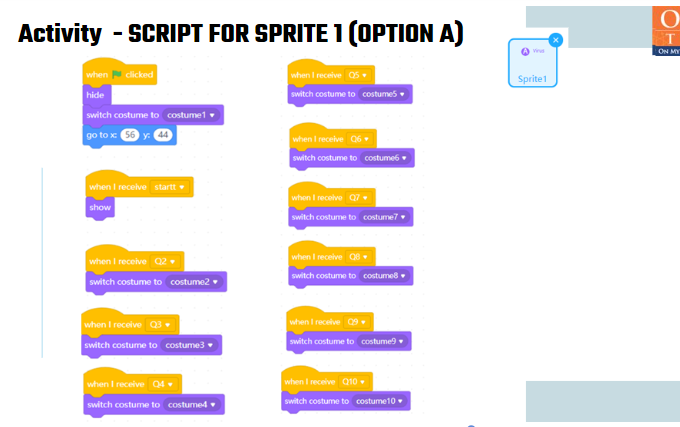 Activity - SCRIPT FOR SPRITE 1 (OPTION A)
when clicked
hide
switch costume to costume1
go to x: 56 y: 44
when I receive startt
show
when I receive Q2
switch costume to costume2
when I receive Q3
switch costume to costume3
when I receive Q4
switch costume to costume4
when I receive Q5
switch costume to costume5
when I receive Q6
switch costume to costume6
when I receive Q7
switch costume to costume7
when I receive Q8
switch costume to costume8
when I receive Q9
switch costume to costume9
when I receive Q10
switch costume to costume10
A
Sprite1
O
T
ON MY